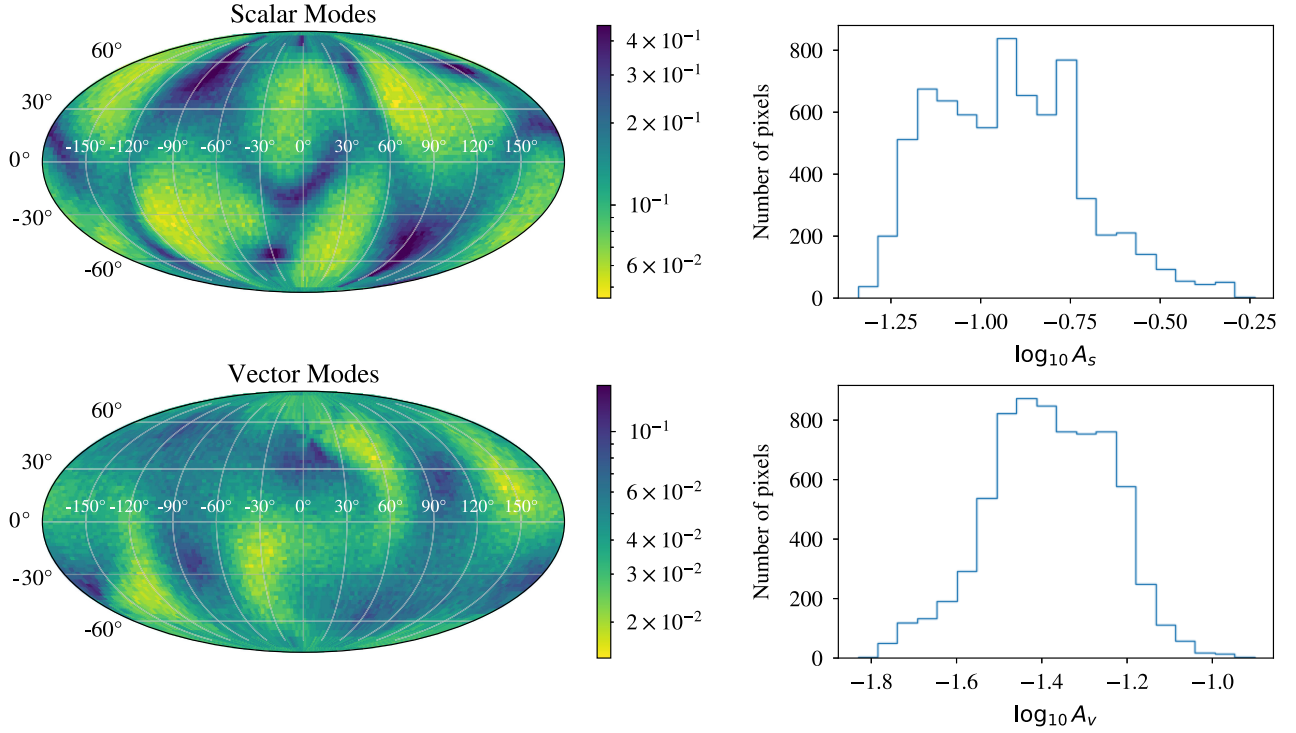 Scalar Modes
60°
30°
0°
-30°
-60°
-150° -120° -90° -60° -30° 0° 30° 60° 90° 120° 150°
4 × 10⁻¹
3 × 10⁻¹
2 × 10⁻¹
10⁻¹
6 × 10⁻²
Number of pixels
800
600
400
200
0
−1.25 −1.00 −0.75 −0.50 −0.25
log₁₀ Aₛ
Vector Modes
60°
30°
0°
-30°
-60°
-150° -120° -90° -60° -30° 0° 30° 60° 90° 120° 150°
10⁻¹
6 × 10⁻²
4 × 10⁻²
3 × 10⁻²
2 × 10⁻²
Number of pixels
800
600
400
200
0
−1.8 −1.6 −1.4 −1.2 −1.0
log₁₀ Aᵥ